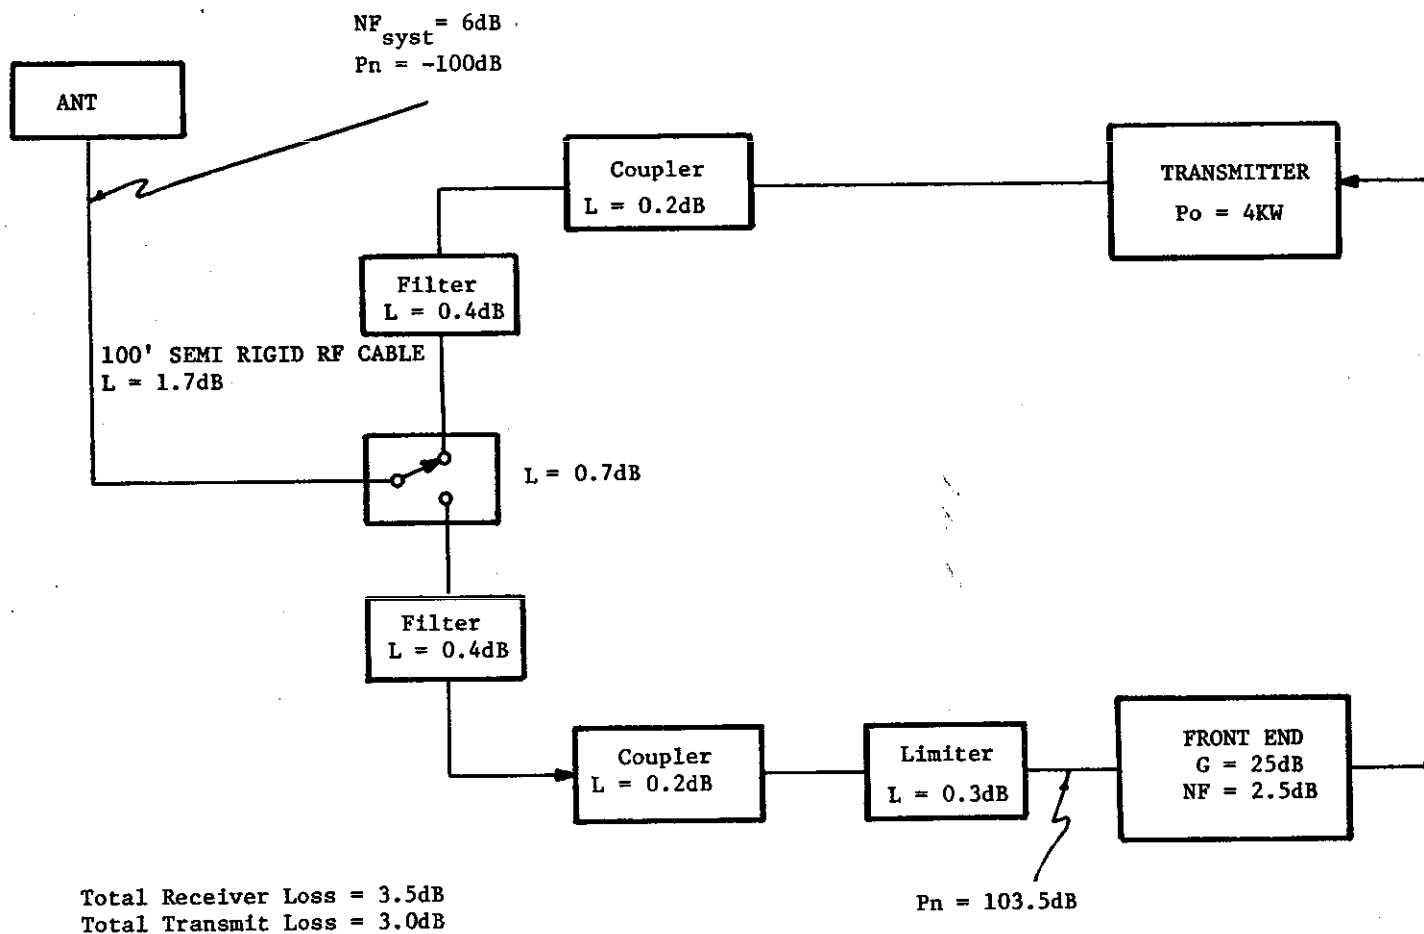 NFsyst = 6dB
Pn = -100dB
ANT
Coupler
L = 0.2dB
TRANSMITTER
Po = 4KW
Filter
L = 0.4dB
100' SEMI RIGID RF CABLE
L = 1.7dB
L = 0.7dB
Filter
L = 0.4dB
Coupler
L = 0.2dB
Limiter
L = 0.3dB
FRONT END
G = 25dB
NF = 2.5dB
Pn = 103.5dB
Total Receiver Loss = 3.5dB
Total Transmit Loss = 3.0dB